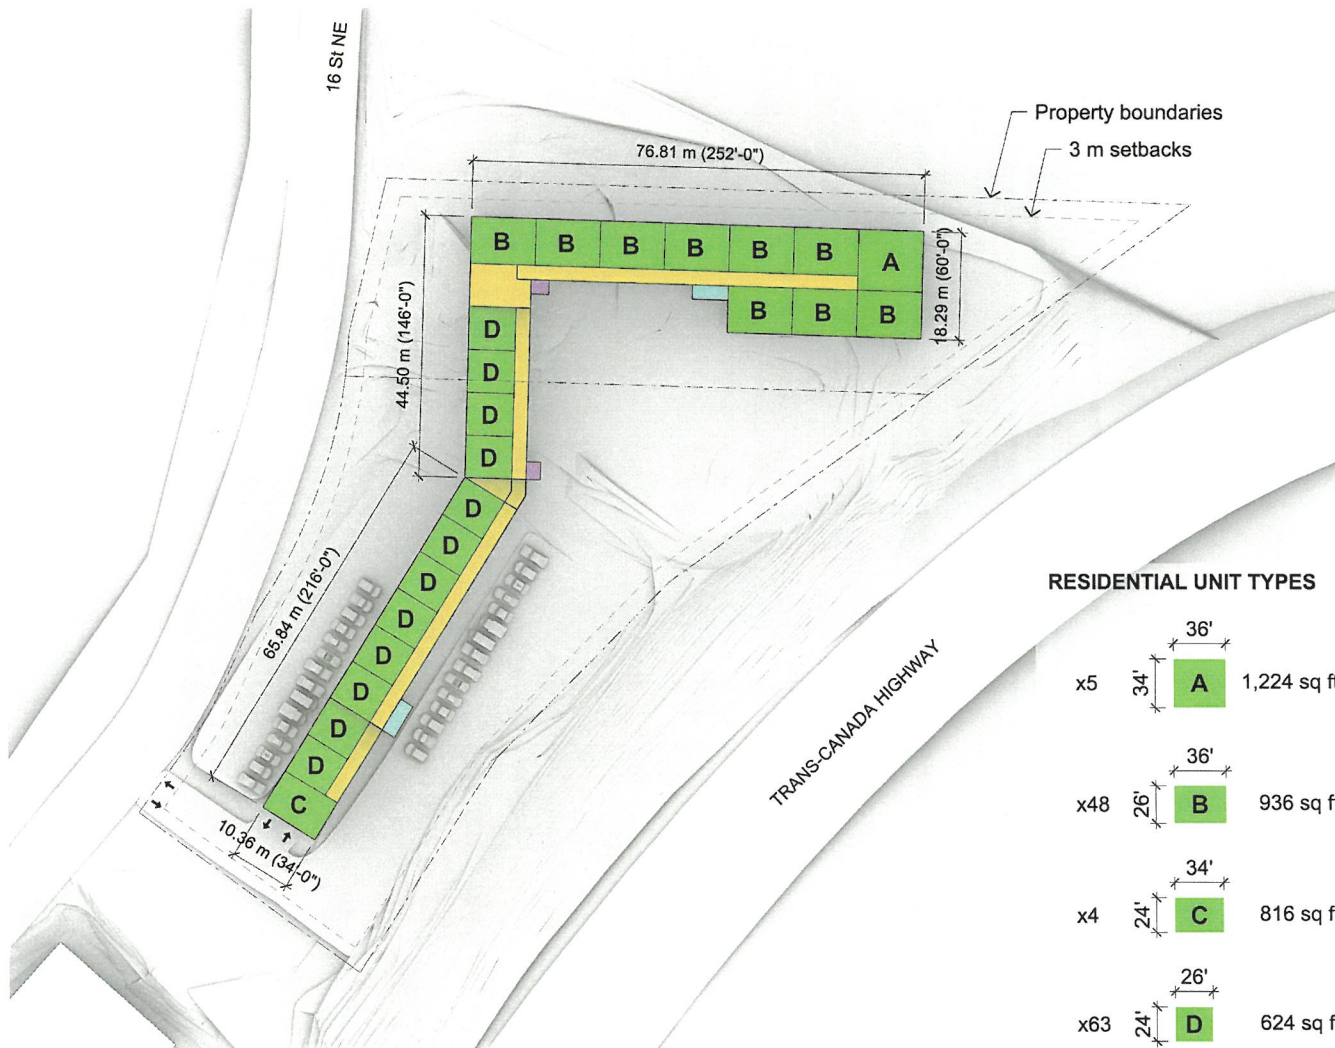 16 St NE
Property boundaries
3 m setbacks
76.81 m (252'-0")
B B B B B B A
B B B
18.29 m (60'-0")
44.50 m (146'-0")
D
D
D
D
D
D
D
D
D
D
D
D
C
65.84 m (216'-0")
10.36 m (34'-0")
TRANS-CANADA HIGHWAY
RESIDENTIAL UNIT TYPES
36'
x5 34' A 1,224 sq ft
36'
x48 26' B 936 sq f
34'
x4 24' C 816 sq f
26'
x63 24' D 624 sq f